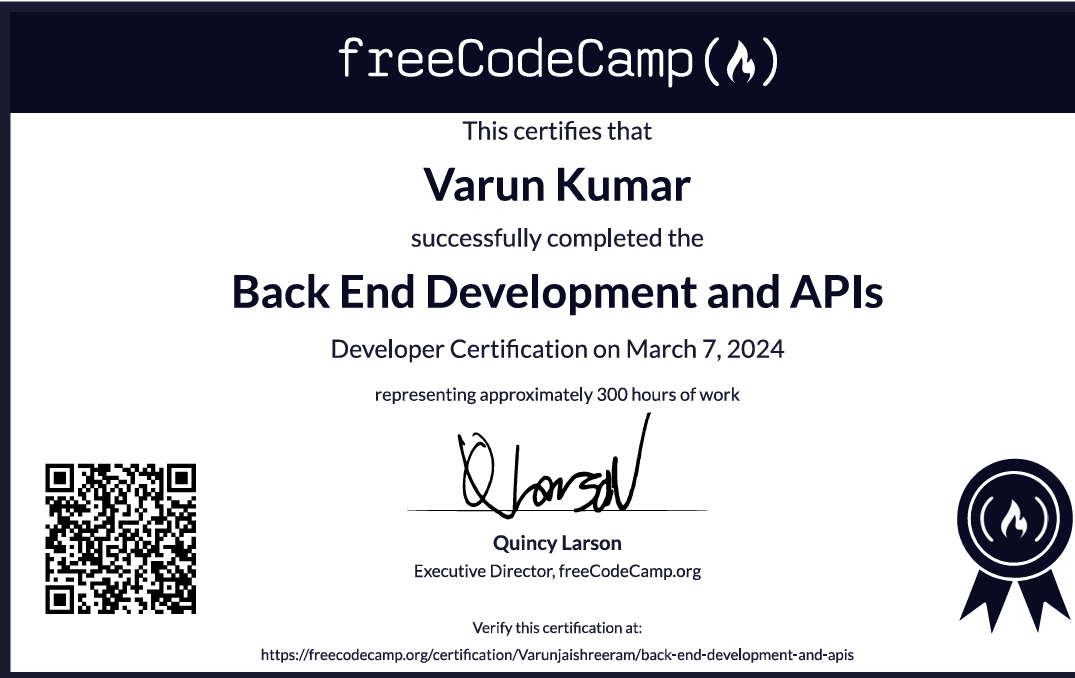 freeCodeCamp
This certifies that
Varun Kumar
successfully completed the
Back End Development and APIs
Developer Certification on March 7, 2024
representing approximately 300 hours of work
QLarson
Quincy Larson
Executive Director, freeCodeCamp.org
Verify this certification at:
https://freecodecamp.org/certification/Varunjaishreeram/back-end-development-and-apis